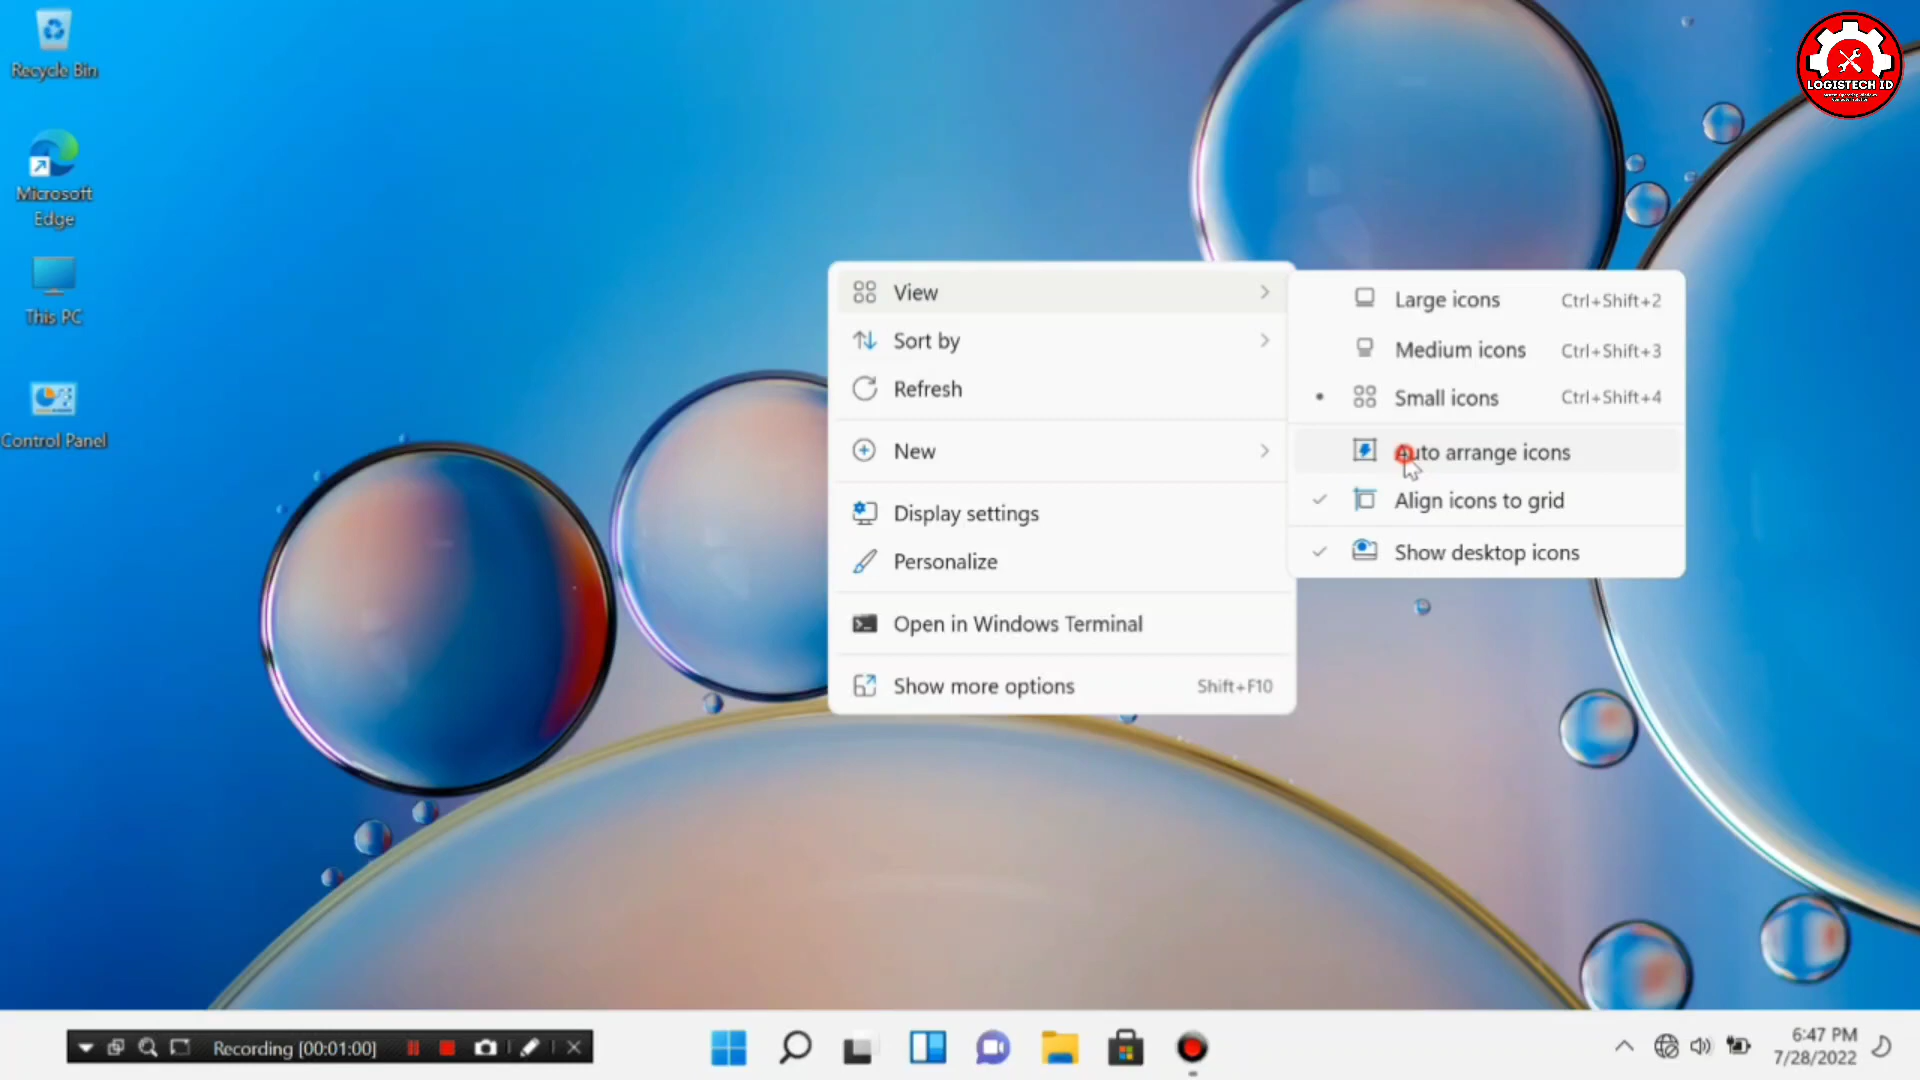 Recycle Bin
Microsoft
Edge
This PC
Control Panel
LOGISTECH ID
View
Sort by
Refresh
New
Display settings
Personalize
Open in Windows Terminal
Show more options Shift+F10
Large icons Ctrl+Shift+2
Medium icons Ctrl+Shift+3
Small icons Ctrl+Shift+4
Auto arrange icons
Align icons to grid
Show desktop icons
Recording [00:01:00]
6:47 PM
7/28/2022